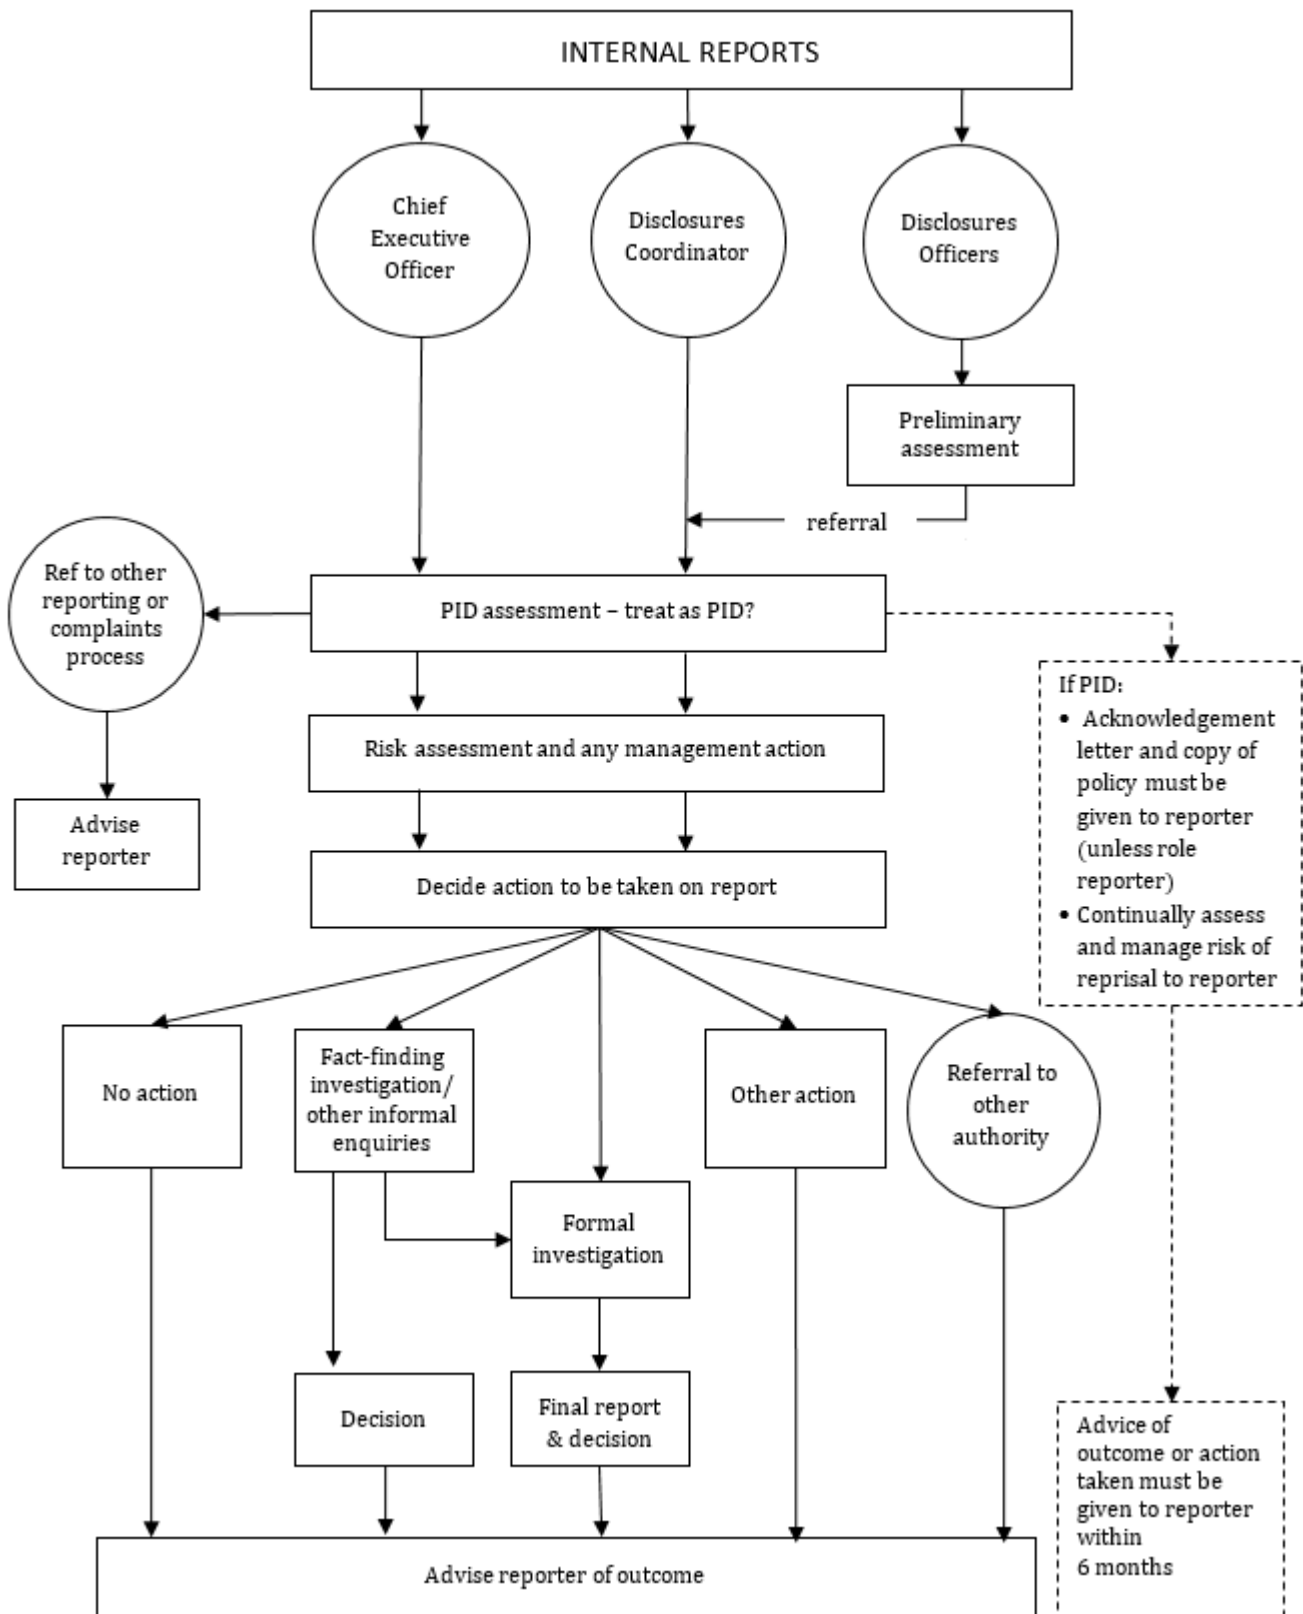 INTERNAL REPORTS
Chief
Executive
Officer
Disclosures
Coordinator
Disclosures
Officers
Preliminary
assessment
referral
Ref to other
reporting or
complaints
process
PID assessment – treat as PID?
If PID:
• Acknowledgement
letter and copy of
policy must be
given to reporter
(unless role
reporter)
• Continually assess
and manage risk of
reprisal to reporter
Risk assessment and any management action
Advise
reporter
Decide action to be taken on report
No action
Fact-finding
investigation/
other informal
enquiries
Other action
Referral to
other
authority
Formal
investigation
Decision
Final report
& decision
Advice of
outcome or action
taken must be
given to reporter
within
6 months
Advise reporter of outcome